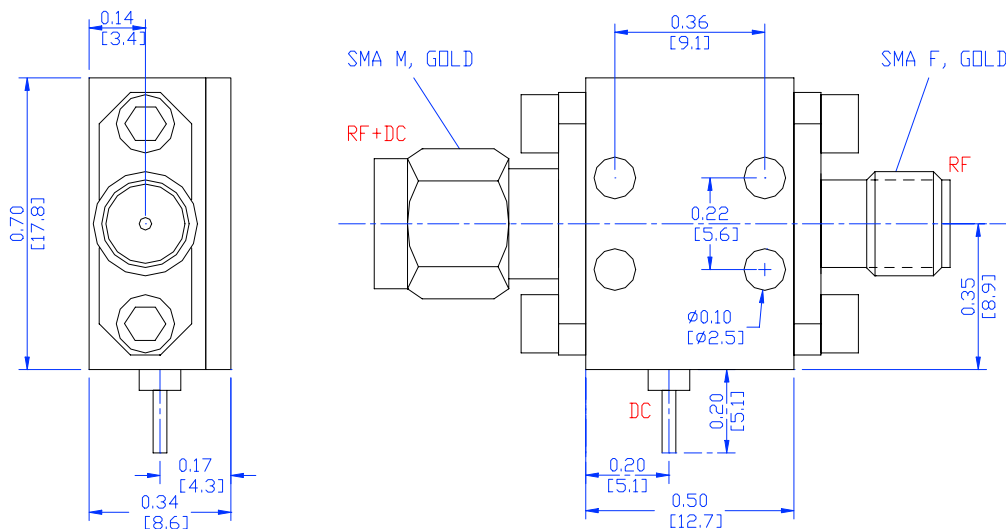 0.14
[3.4]
0.36
[9.1]
SMA M, GOLD
SMA F, GOLD
RF+DC
RF
0.70
[17.8]
0.22
[5.6]
0.35
[8.9]
Ø0.10
[Ø2.5]
DC
0.20
[5.1]
0.17
[4.3]
0.20
[5.1]
0.34
[8.6]
0.50
[12.7]